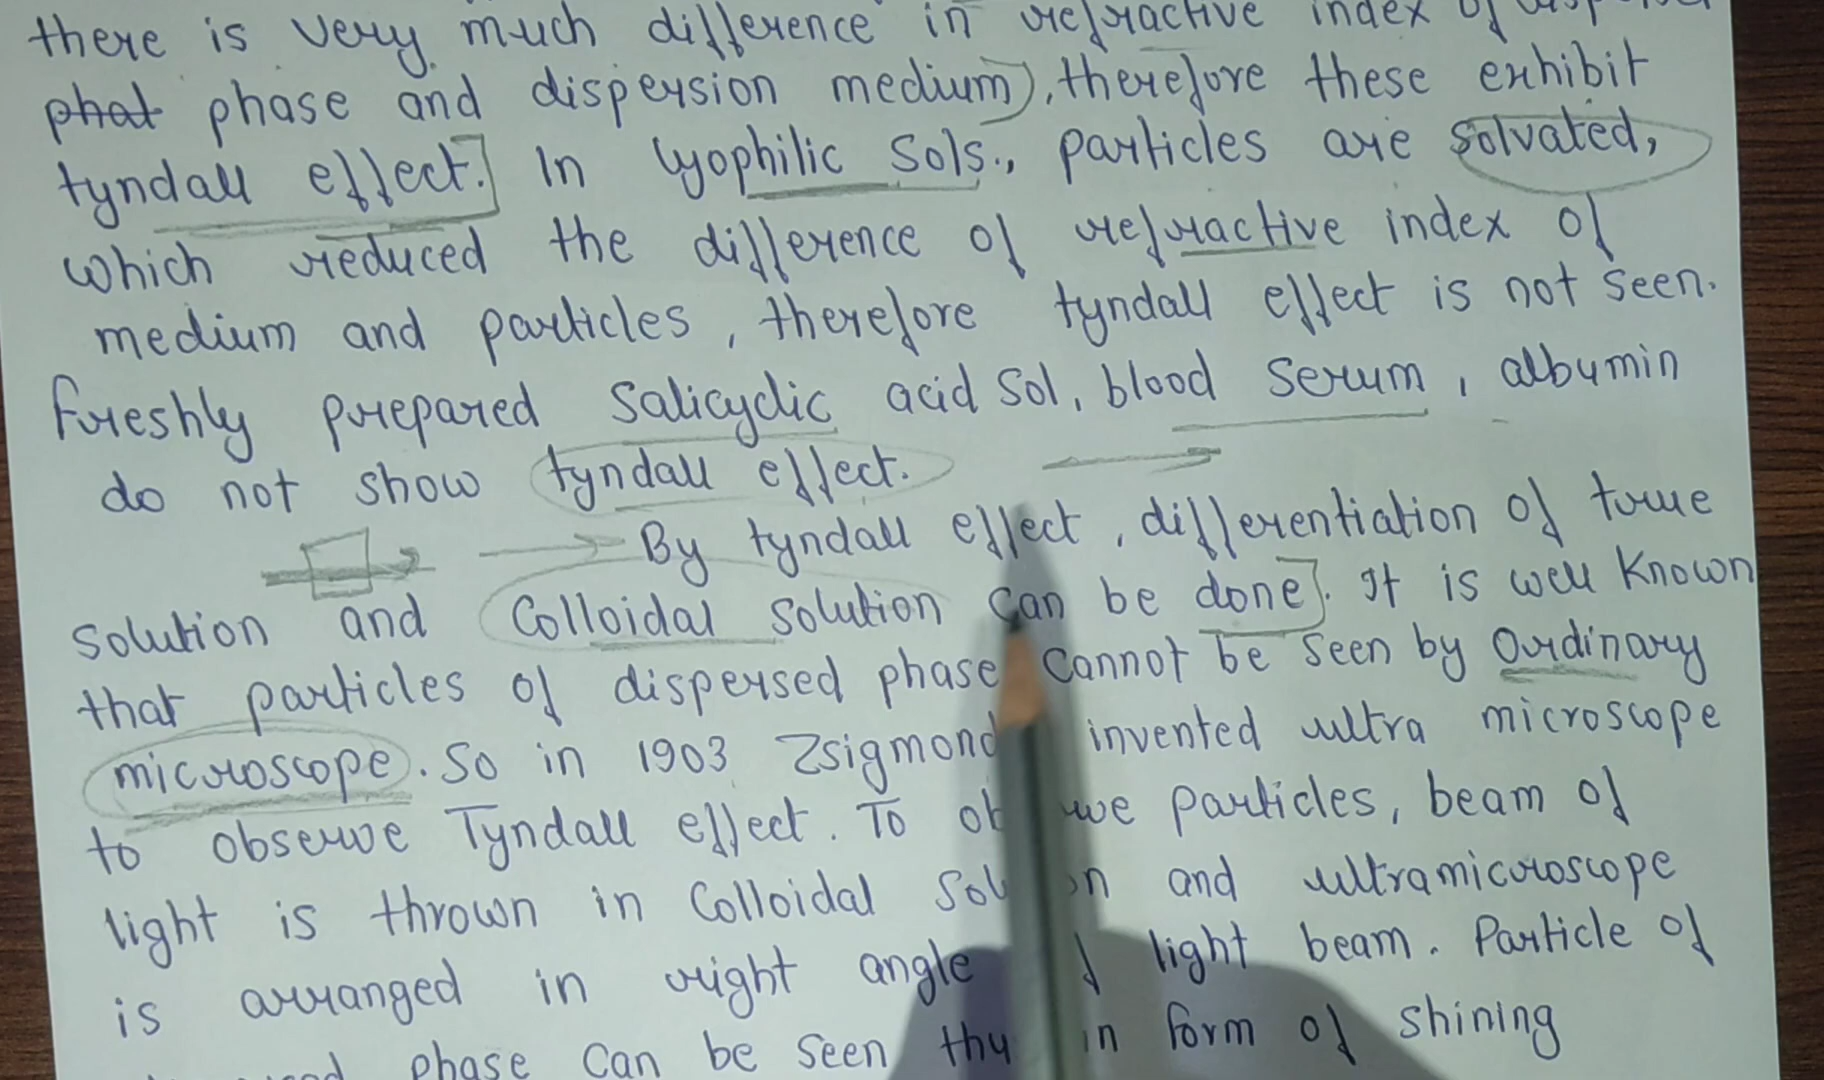 there is very much difference in refractive index of
phat phase and dispersion medium), therefore these exhibit
tyndall effect.] In lyophilic sols., particles are solvated,
which reduced the difference of refractive index of
medium and particles, therefore tyndall effect is not seen.
freshly prepared Salicyclic acid Sol, blood serum, albumin
do not show tyndall effect.
By tyndall effect, differentiation of true
solution and Colloidal solution can be done]. It is well Known
that particles of dispersed phase cannot be seen by Ordinary
microscope. So in 1903 Zsigmond invented ultra microscope
to observe Tyndall effect. To particles, beam of
light is thrown in Colloidal and ultramicroscope
is arranged in right angle light beam. Particle of
phase Can be seen in form of shining